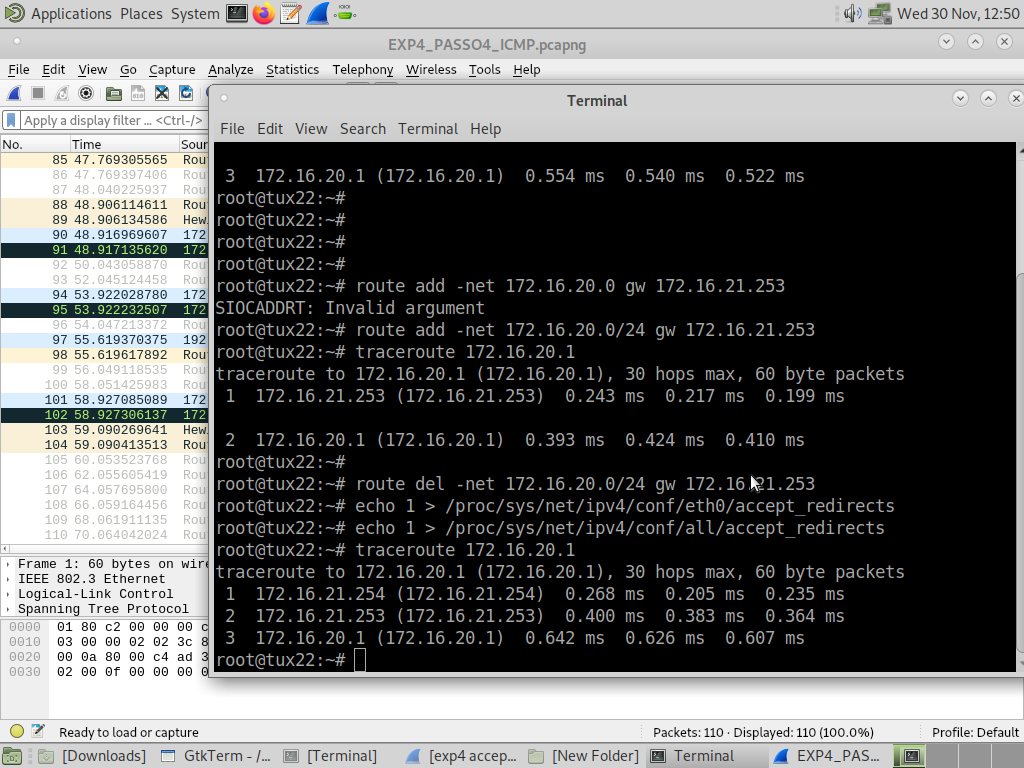 Applications Places System Wed 30 Nov, 12:50
EXP4_PASSO4_ICMP.pcapng
File Edit View Go Capture Analyze Statistics Telephony Wireless Tools Help
Apply a display filter ... <Ctrl-/>
No. Time Sour
85 47.769305565 Rou
86 47.769397406 Rou
87 48.040225937 Rou
88 48.906114611 Rou
89 48.906134586 Hew
90 48.916969607 172
91 48.917135620 172
92 50.043058870 Rou
93 52.045124458 Rou
94 53.922028780 172
95 53.922232507 172
96 54.047213372 Rou
97 55.619370375 192
98 55.619617892 Rou
99 56.049118535 Rou
100 58.051425983 Rou
101 58.927085089 172
102 58.927306137 172
103 59.090269641 Hew
104 59.090413513 Rou
105 60.053523768 Rou
106 62.055605419 Rou
107 64.057695800 Rou
108 66.059164456 Rou
109 68.061911135 Rou
110 70.064042024 Rou
Frame 1: 60 bytes on wire
IEEE 802.3 Ethernet
Logical-Link Control
Spanning Tree Protocol
0000 01 80 c2 00 00 00 c
0010 03 00 00 02 02 3c 8
0020 00 0a 80 00 c4 ad 3
0030 02 00 0f 00 00 00 0
Terminal
File Edit View Search Terminal Help
3 172.16.20.1 (172.16.20.1) 0.554 ms 0.540 ms 0.522 ms
root@tux22:~#
root@tux22:~#
root@tux22:~#
root@tux22:~#
root@tux22:~# route add -net 172.16.20.0 gw 172.16.21.253
SIOCADDRT: Invalid argument
root@tux22:~# route add -net 172.16.20.0/24 gw 172.16.21.253
root@tux22:~# traceroute 172.16.20.1
traceroute to 172.16.20.1 (172.16.20.1), 30 hops max, 60 byte packets
1 172.16.21.253 (172.16.21.253) 0.243 ms 0.217 ms 0.199 ms
2 172.16.20.1 (172.16.20.1) 0.393 ms 0.424 ms 0.410 ms
root@tux22:~#
root@tux22:~# route del -net 172.16.20.0/24 gw 172.16.21.253
root@tux22:~# echo 1 > /proc/sys/net/ipv4/conf/eth0/accept_redirects
root@tux22:~# echo 1 > /proc/sys/net/ipv4/conf/all/accept_redirects
root@tux22:~# traceroute 172.16.20.1
traceroute to 172.16.20.1 (172.16.20.1), 30 hops max, 60 byte packets
1 172.16.21.254 (172.16.21.254) 0.268 ms 0.205 ms 0.235 ms
2 172.16.21.253 (172.16.21.253) 0.400 ms 0.383 ms 0.364 ms
3 172.16.20.1 (172.16.20.1) 0.642 ms 0.626 ms 0.607 ms
root@tux22:~#
Ready to load or capture Packets: 110 · Displayed: 110 (100.0%) Profile: Default
[Downloads] GtkTerm - /... [Terminal] [exp4 accep... [New Folder] Terminal EXP4_PAS...